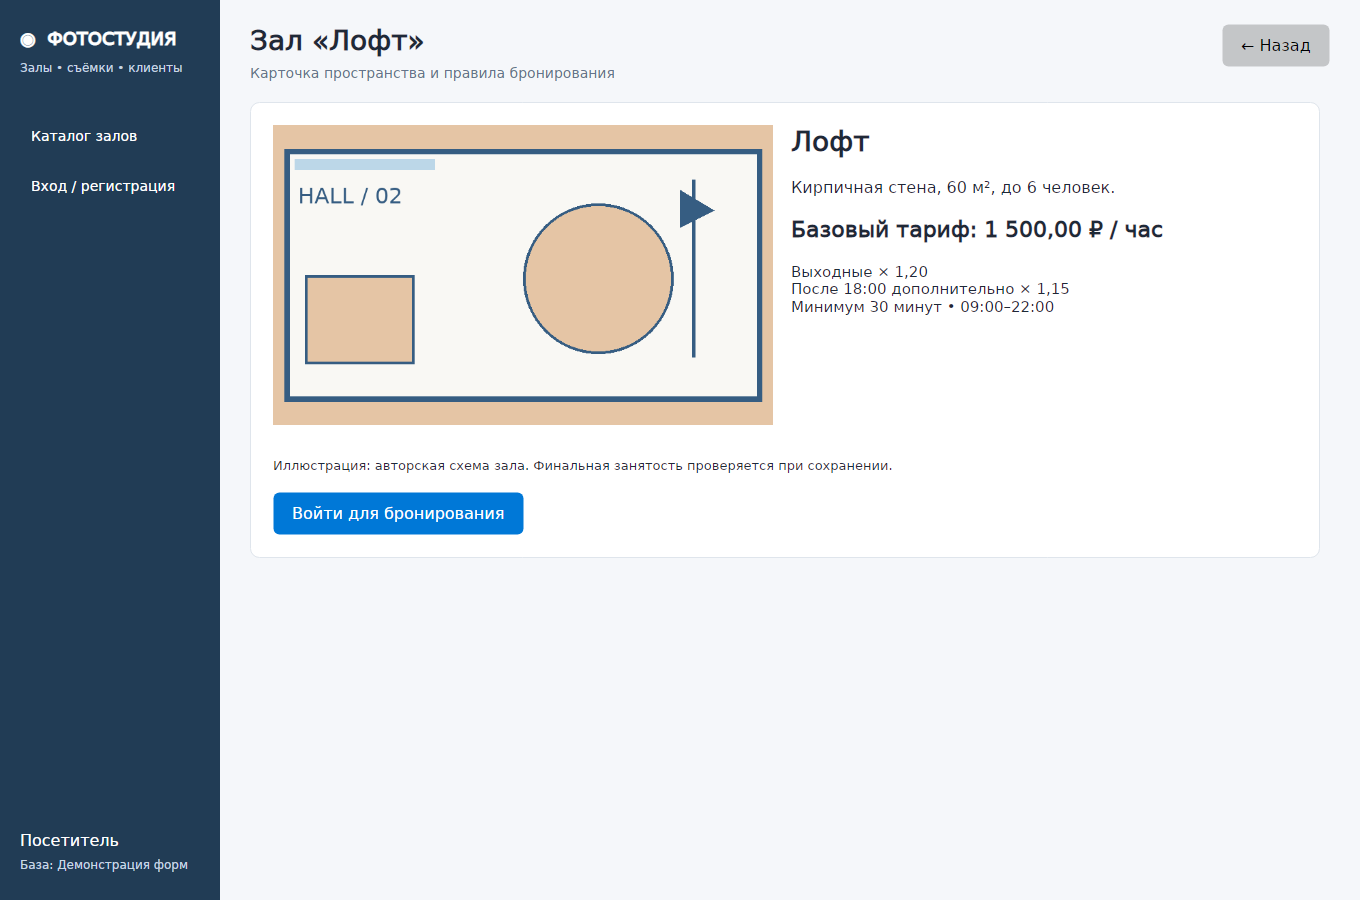 ◉ ФОТОСТУДИЯ
Залы • съёмки • клиенты
Каталог залов
Вход / регистрация
Посетитель
База: Демонстрация форм
Зал «Лофт»
Карточка пространства и правила бронирования
← Назад
HALL / 02
Лофт
Кирпичная стена, 60 м², до 6 человек.
Базовый тариф: 1 500,00 ₽ / час
Выходные × 1,20
После 18:00 дополнительно × 1,15
Минимум 30 минут • 09:00–22:00
Иллюстрация: авторская схема зала. Финальная занятость проверяется при сохранении.
Войти для бронирования